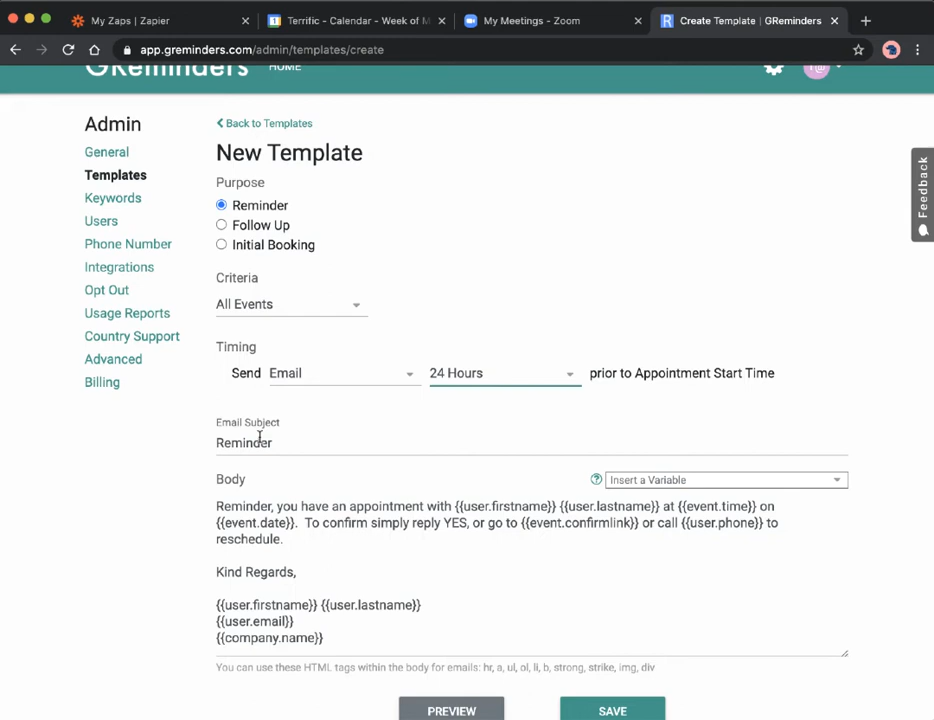 My Zaps | Zapier
Terrific - Calendar - Week of M
My Meetings - Zoom
Create Template | GReminders
app.greminders.com/admin/templates/create
GReminders
HOME
Admin
General
Templates
Keywords
Users
Phone Number
Integrations
Opt Out
Usage Reports
Country Support
Advanced
Billing
Back to Templates
New Template
Purpose
Reminder
Follow Up
Initial Booking
Criteria
All Events
Timing
Send Email 24 Hours prior to Appointment Start Time
Email Subject
Reminder
Body
Insert a Variable
Reminder, you have an appointment with {{user.firstname}} {{user.lastname}} at {{event.time}} on
{{event.date}}. To confirm simply reply YES, or go to {{event.confirmlink}} or call {{user.phone}} to
reschedule.
Kind Regards,
{{user.firstname}} {{user.lastname}}
{{user.email}}
{{company.name}}
You can use these HTML tags within the body for emails: hr, a, ul, ol, li, b, strong, strike, img, div
PREVIEW
SAVE
Feedback